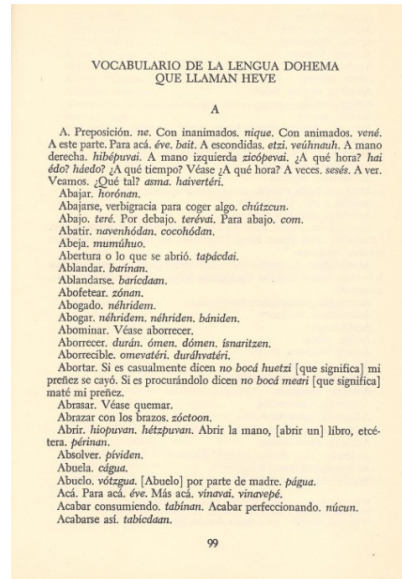 VOCABULARIO DE LA LENGUA DOHEMA
QUE LLAMAN HEVE
A
A. Preposición. ne. Con inanimados. nique. Con animados. vené.
A este parte. Para acá. éve. bait. A escondidas. etzi. veúhnauh. A mano
derecha. hibépuvai. A mano izquierda zicópevai. ¿A qué hora? hai
édo? háedo? ¿A qué tiempo? Véase ¿A qué hora? A veces. sesés. A ver.
Veamos. ¿Qué tal? asma. haivertéri.
Abajar. horónan.
Abajarse, verbigracia para coger algo. chútzcun.
Abajo. teré. Por debajo. terévai. Para abajo. com.
Abatir. navenhódan. cocohódan.
Abeja. mumúhuo.
Abertura o lo que se abrió. tapácdai.
Ablandar. barínan.
Ablandarse. barícdaan.
Abofetear. zónan.
Abogado. néhridem.
Abogar. néhridem. néhriden. bániden.
Abominar. Véase aborrecer.
Aborrecer. durán. ómen. dómen. ísnaritzen.
Aborrecible. omevatéri. duráhvatéri.
Abortar. Si es casualmente dicen no bocá huetzi [que significa] mi
preñez se cayó. Si es procurándolo dicen no bocá meari [que significa]
maté mi preñez.
Abrasar. Véase quemar.
Abrazar con los brazos. zóctoon.
Abrir. hiopuvan. hétzpuvan. Abrir la mano, [abrir un] libro, etcé-
tera. périnan.
Absolver. píviden.
Abuela. cágua.
Abuelo. vótzgua. [Abuelo] por parte de madre. págua.
Acá. Para acá. éve. Más acá. vínavai. vinavepé.
Acabar consumiendo. tabínan. Acabar perfeccionando. núcun.
Acabarse así. tabícdaan.
99